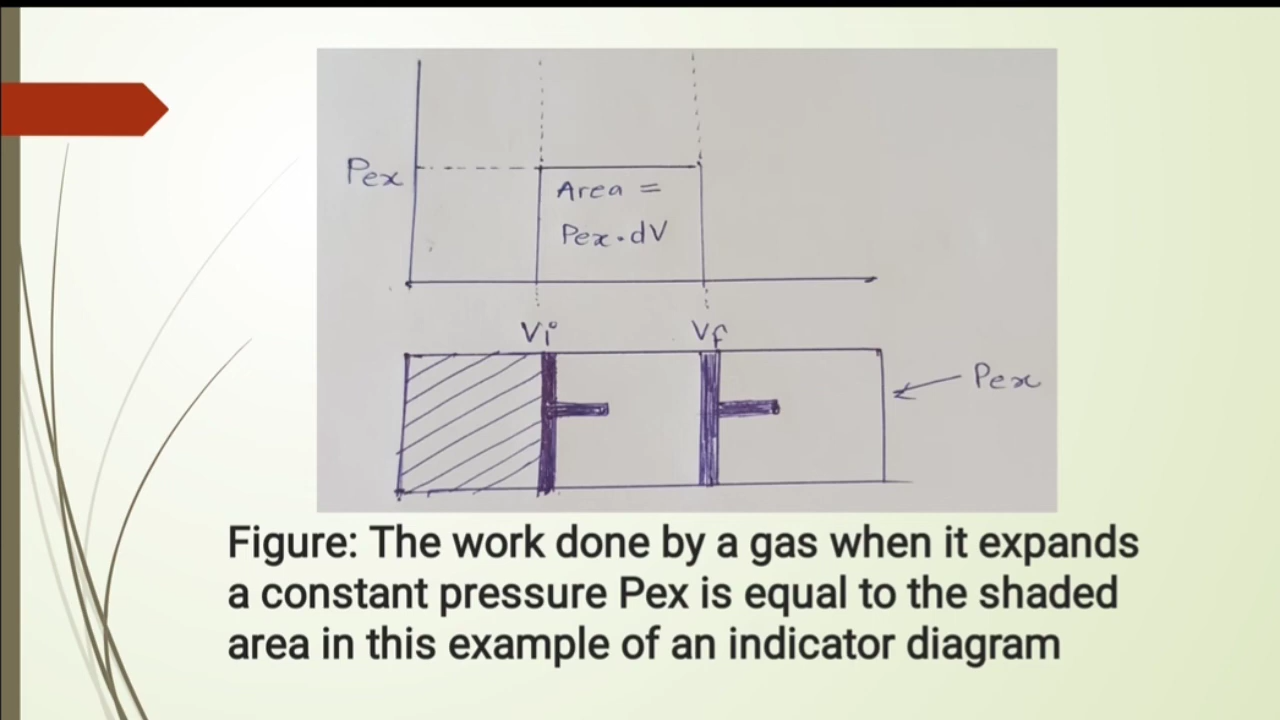 Pex
Area =
Pex.dV
Vi
Vf
Pex
Figure: The work done by a gas when it expands
a constant pressure Pex is equal to the shaded
area in this example of an indicator diagram